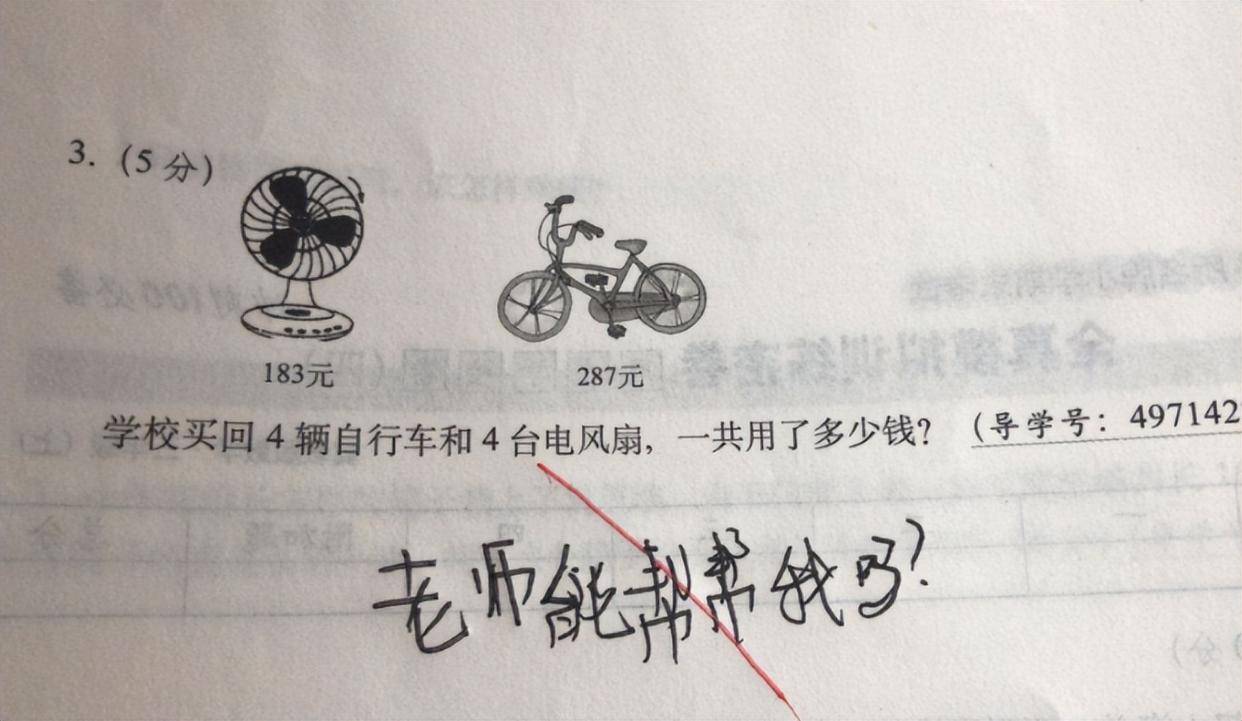 3. (5分)
183元 287元
学校买回 4 辆自行车和 4 台电风扇, 一共用了多少钱? (导学号: 497142
老师能帮帮我吗?